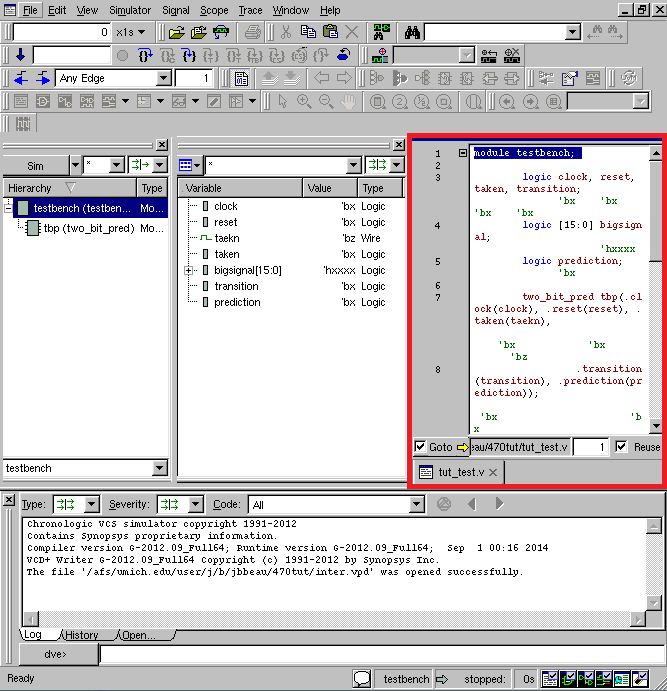 File Edit View Simulator Signal Scope Trace Window Help
0 x1s
Any Edge 1
Sim * *
Hierarchy Type Variable Value Type
testbench (testben... Mo...
tbp (two_bit_pred) Mo...
clock 'bx Logic
reset 'bx Logic
taekn 'bz Wire
taken 'bx Logic
bigsignal[15:0] 'hxxxx Logic
transition 'bx Logic
prediction 'bx Logic
testbench
1 module testbench;
2
3 logic clock, reset,
taken, transition;
'bx 'bx
'bx 'bx
4 logic [15:0] bigsign
al;
'hxxxx
5 logic prediction;
'bx
6
7 two_bit_pred tbp(.c
lock(clock), .reset(reset), .
taken(taekn),
'bx 'bx
'bz
8 .transition
(transition), .prediction(pr
ediction));
'bx 'b
x
Goto eau/470tut/tut_test.v 1 Reuse
tut_test.v
Type: Severity: Code: All
Chronologic VCS simulator copyright 1991-2012
Contains Synopsys proprietary information.
Compiler version G-2012.09_Full64; Runtime version G-2012.09_Full64; Sep 1 00:16 2014
VCD+ Writer G-2012.09_Full64 Copyright (c) 1991-2012 by Synopsys Inc.
The file '/afs/umich.edu/user/j/b/jbbeau/470tut/inter.vpd' was opened successfully.
Log History Open...
dve>
Ready testbench stopped: 0s